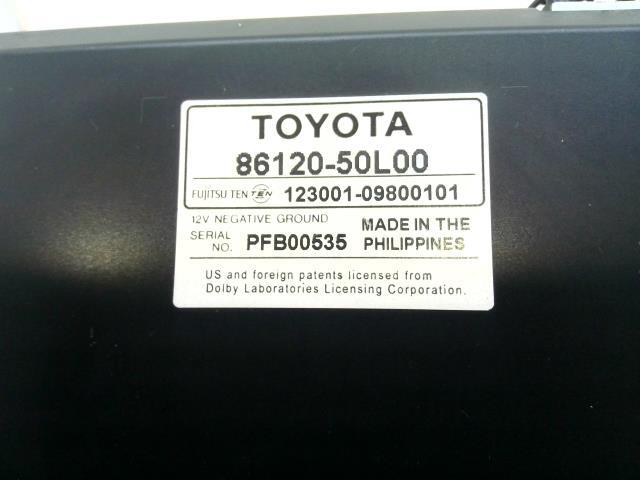 TOYOTA
86120-50L00
FUJITSU TEN TEN 123001-09800101
12V NEGATIVE GROUND
SERIAL NO. PFB00535
MADE IN THE PHILIPPINES
US and foreign patents licensed from
Dolby Laboratories Licensing Corporation.